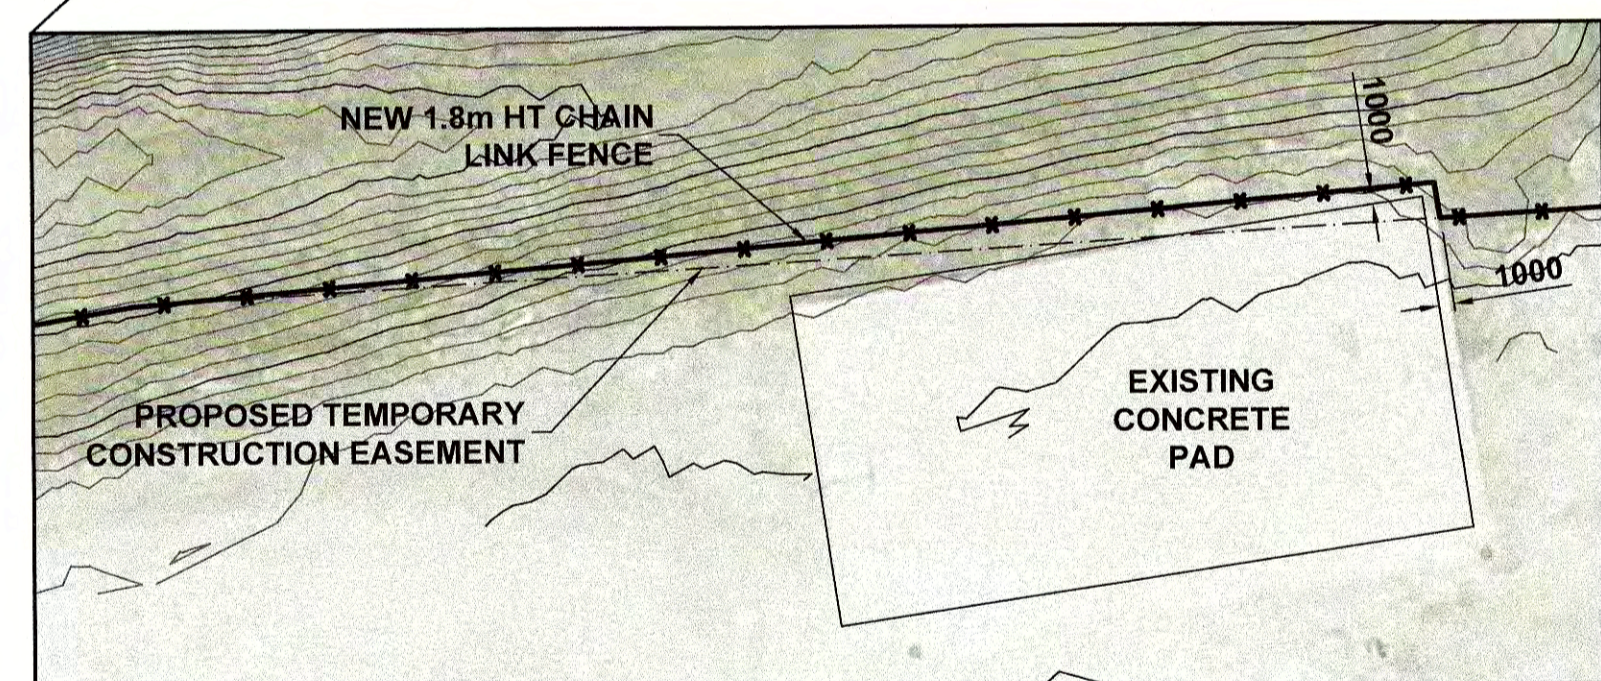 NEW 1.8m HT CHAIN
LINK FENCE
1000
1000
PROPOSED TEMPORARY
CONSTRUCTION EASEMENT
EXISTING
CONCRETE
PAD